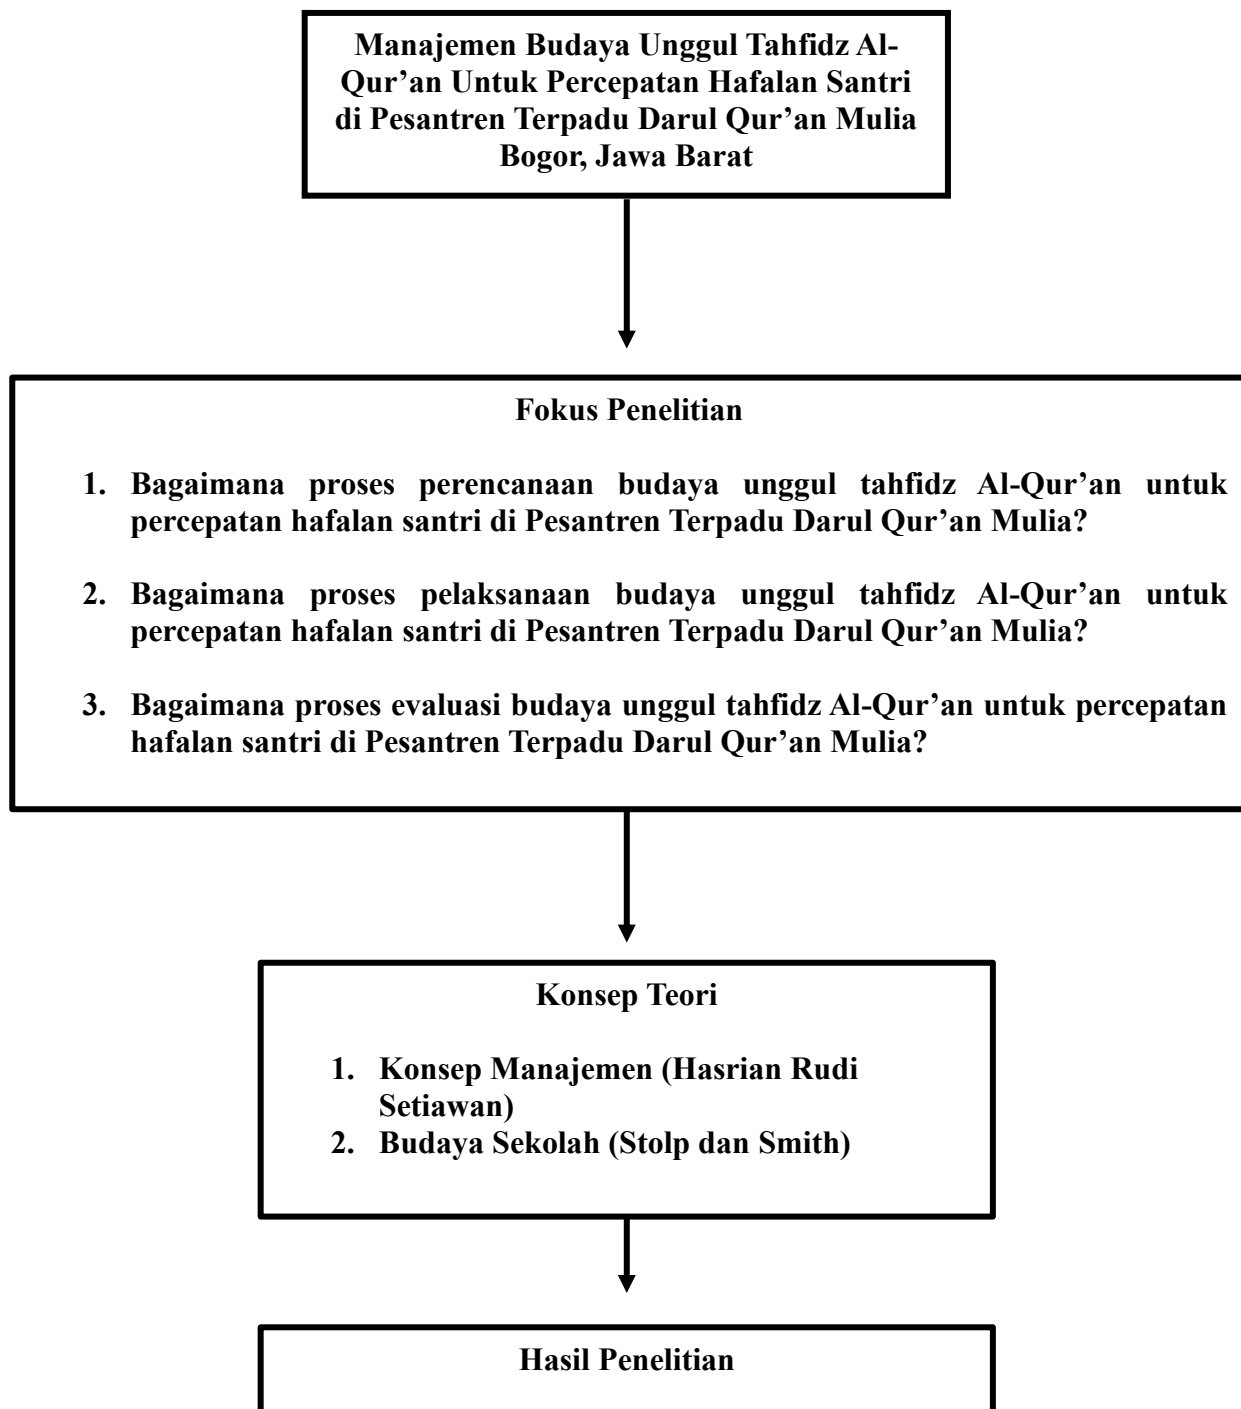 Manajemen Budaya Unggul Tahfidz Al-
Qur’an Untuk Percepatan Hafalan Santri
di Pesantren Terpadu Darul Qur’an Mulia
Bogor, Jawa Barat
Fokus Penelitian
1. Bagaimana proses perencanaan budaya unggul tahfidz Al-Qur’an untuk
percepatan hafalan santri di Pesantren Terpadu Darul Qur’an Mulia?
2. Bagaimana proses pelaksanaan budaya unggul tahfidz Al-Qur’an untuk
percepatan hafalan santri di Pesantren Terpadu Darul Qur’an Mulia?
3. Bagaimana proses evaluasi budaya unggul tahfidz Al-Qur’an untuk percepatan
hafalan santri di Pesantren Terpadu Darul Qur’an Mulia?
Konsep Teori
1. Konsep Manajemen (Hasrian Rudi
Setiawan)
2. Budaya Sekolah (Stolp dan Smith)
Hasil Penelitian